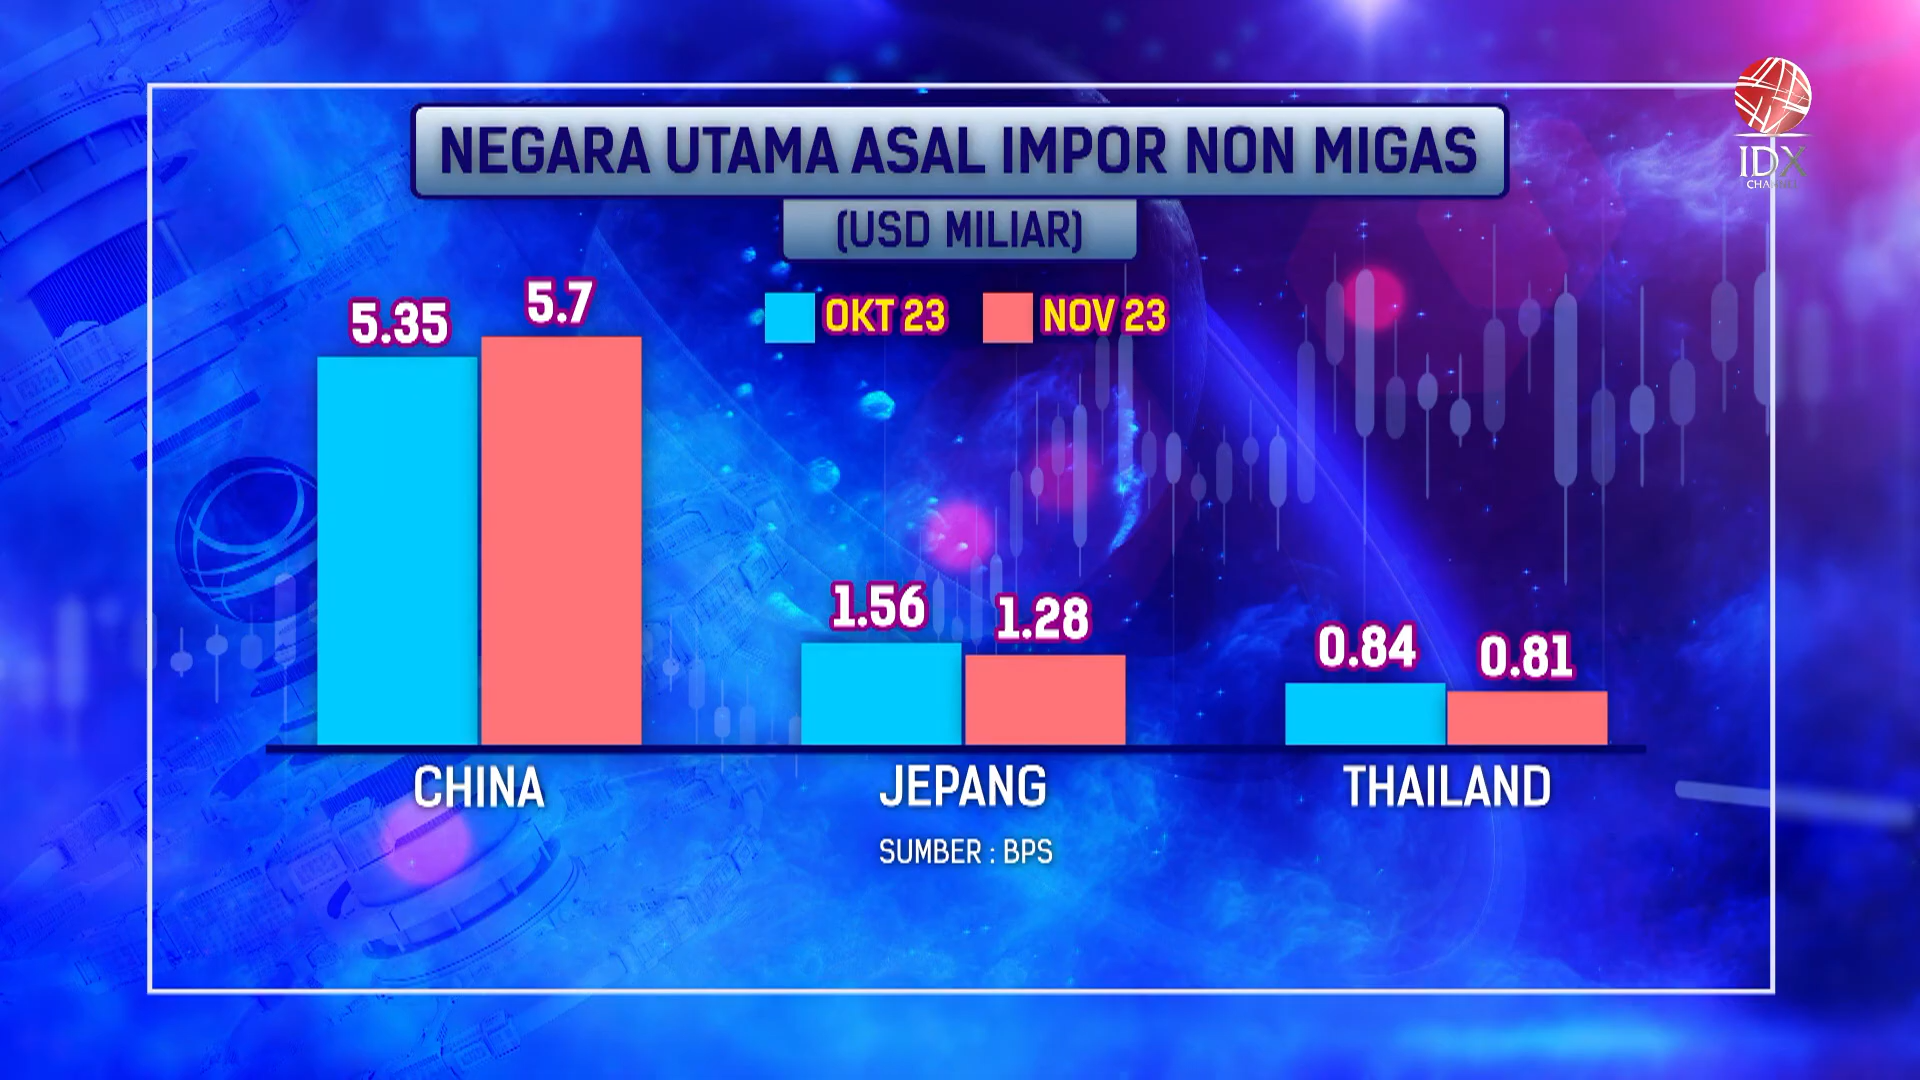 NEGARA UTAMA ASAL IMPOR NON MIGAS
IDX
CHANNEL
(USD MILIAR)
OKT 23 NOV 23
5.35 5.7
1.56 1.28
0.84 0.81
CHINA JEPANG THAILAND
SUMBER : BPS